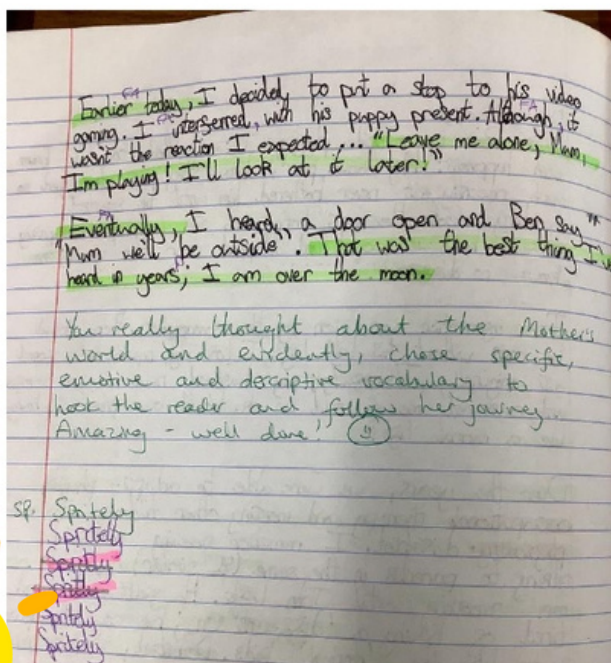 FA FA
Earlier today, I decided, to put a stop to his video
gaming. I interserred, with his puppy present. Although, it
wasn't the reaction I expected... "Leave me alone, Mum,
I'm playing! I'll look at it later!"
FA
"Eventually, I heard, a door open and Ben say"
"Mum we'll be outside". That was the best thing I've
heard in years; I am over the moon.
You really thought about the Mother's
world and evidently, chose specific,
emotive and descriptive vocabulary to
hook the reader and follow her journey.
Amazing - well done!
sp. Spritely
Spritely
Spritely
Spritely